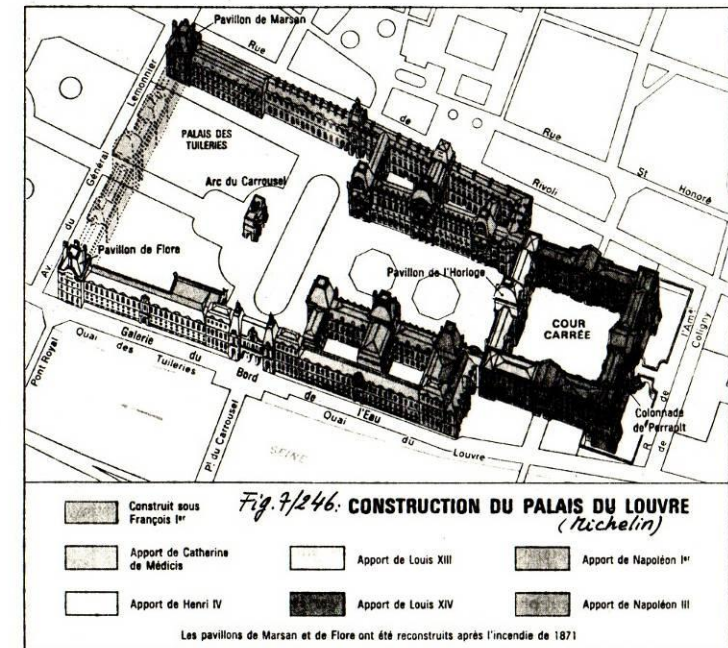 Pavillon de Marsan
Rue
de
Rivoli
Rue
St Honoré
Av. du Général Lemonnier
PALAIS DES
TUILERIES
Arc du Carrousel
Pavillon de Flore
Pavillon de l'Horloge
COUR
CARRÉE
R. de l'Aml de Coligny
Colonnade
de Perrault
Pont Royal
Galerie du Bord de l'Eau
Quai des Tuileries
Quai du Louvre
Pl. du Carrousel
SEINE
Construit sous
François Ier
Fig. 7/246: CONSTRUCTION DU PALAIS DU LOUVRE
(Michelin)
Apport de Catherine
de Médicis
Apport de Louis XIII
Apport de Napoléon Ier
Apport de Henri IV
Apport de Louis XIV
Apport de Napoléon III
Les pavillons de Marsan et de Flore ont été reconstruits après l'incendie de 1871